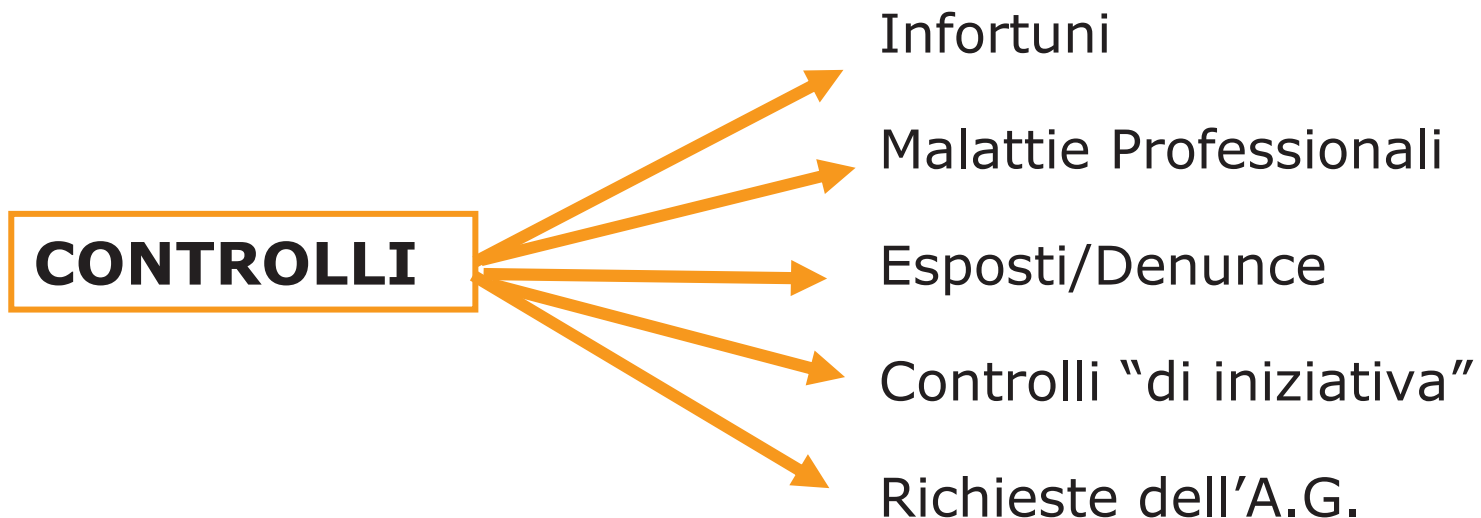 Infortuni
Malattie Professionali
CONTROLLI
Esposti/Denunce
Controlli “di iniziativa”
Richieste dell’A.G.